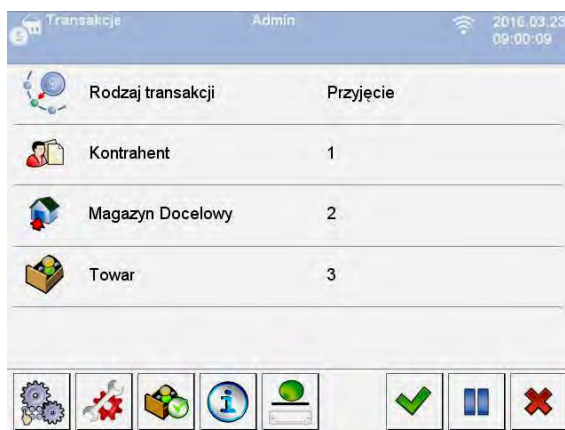 Transakcje Admin 2016.03.23
09:00:09
Rodzaj transakcji Przyjęcie
Kontrahent 1
Magazyn Docelowy 2
Towar 3